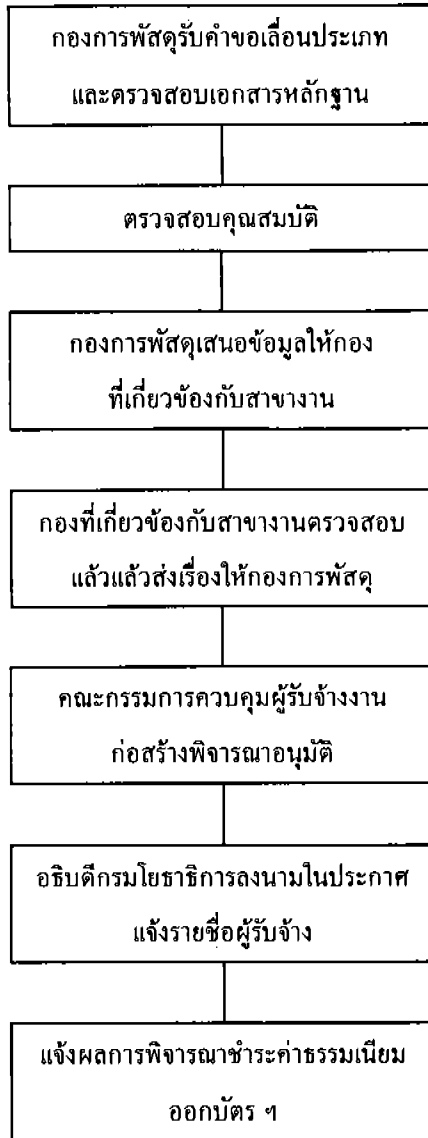 กองการพัสดุรับคำขอเลื่อนประเภท
และตรวจสอบเอกสารหลักฐาน
ตรวจสอบคุณสมบัติ
กองการพัสดุเสนอข้อมูลให้กอง
ที่เกี่ยวข้องกับสาขางาน
กองที่เกี่ยวข้องกับสาขางานตรวจสอบ
แล้วแล้วส่งเรื่องให้กองการพัสดุ
คณะกรรมการควบคุมผู้รับจ้างงาน
ก่อสร้างพิจารณาอนุมัติ
อธิบดีกรมโยธาธิการลงนามในประกาศ
แจ้งรายชื่อผู้รับจ้าง
แจ้งผลการพิจารณาชำระค่าธรรมเนียม
ออกบัตร ฯ